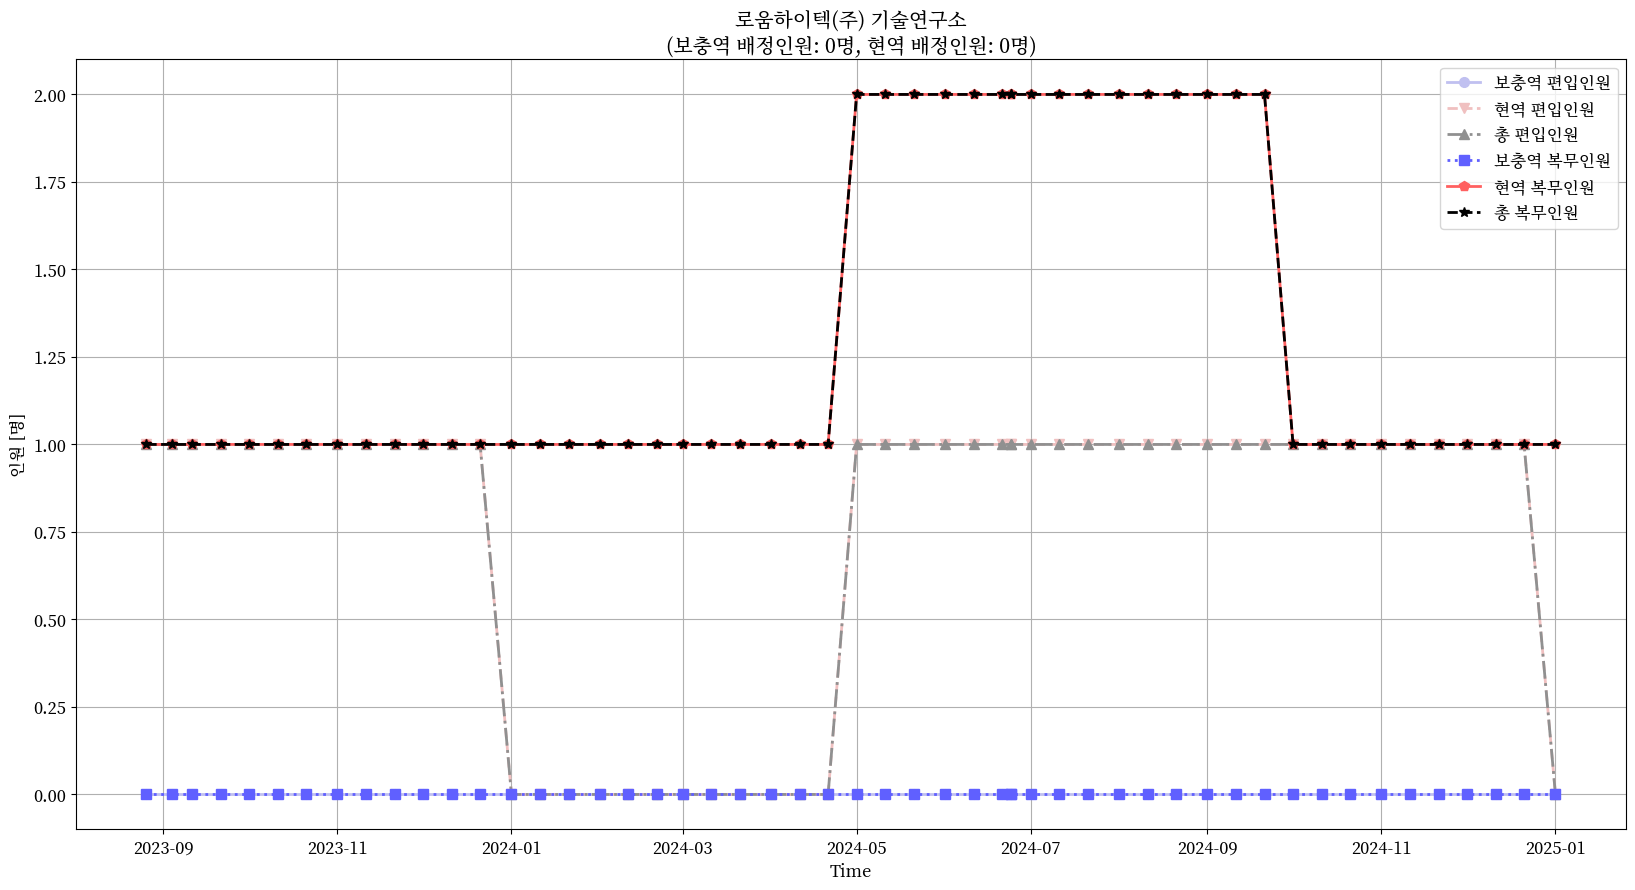 로움하이텍(주) 기술연구소
(보충역 배정인원: 0명, 현역 배정인원: 0명)
보충역 편입인원
현역 편입인원
총 편입인원
보충역 복무인원
현역 복무인원
총 복무인원
2.00
1.75
1.50
1.25
1.00
0.75
0.50
0.25
0.00
인원 [명]
2023-09
2023-11
2024-01
2024-03
2024-05
2024-07
2024-09
2024-11
2025-01
Time